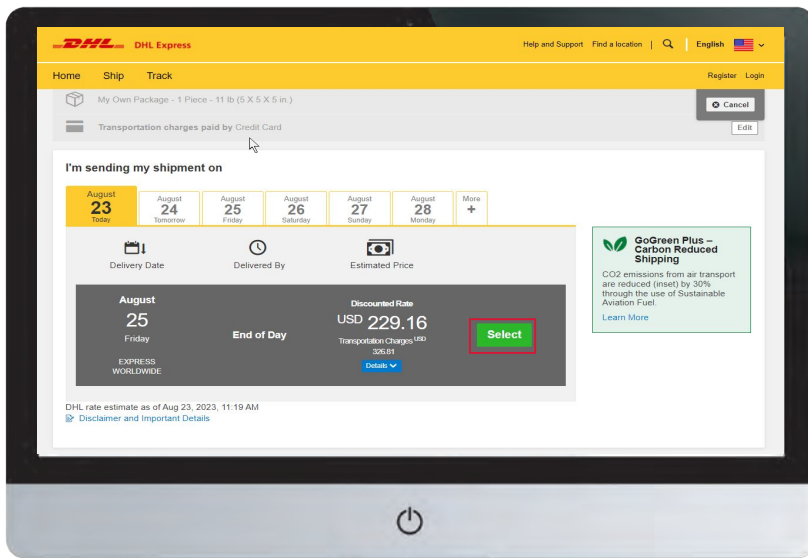 DHL DHL Express
Help and Support Find a location | English
Home Ship Track
Register Login
My Own Package - 1 Piece - 11 lb (5 X 5 X 5 in.)
Cancel
Transportation charges paid by Credit Card
Edit
I'm sending my shipment on
August August August August August August More
23 24 25 26 27 28 +
Today Tomorrow Friday Saturday Sunday Monday
Delivery Date Delivered By Estimated Price
August
25
Friday
EXPRESS
WORLDWIDE
End of Day
Discounted Rate
USD 229.16
Transportation Charges USD
326.81
Details
Select
GoGreen Plus –
Carbon Reduced
Shipping
CO2 emissions from air transport
are reduced (inset) by 30%
through the use of Sustainable
Aviation Fuel.
Learn More
DHL rate estimate as of Aug 23, 2023, 11:19 AM
Disclaimer and Important Details